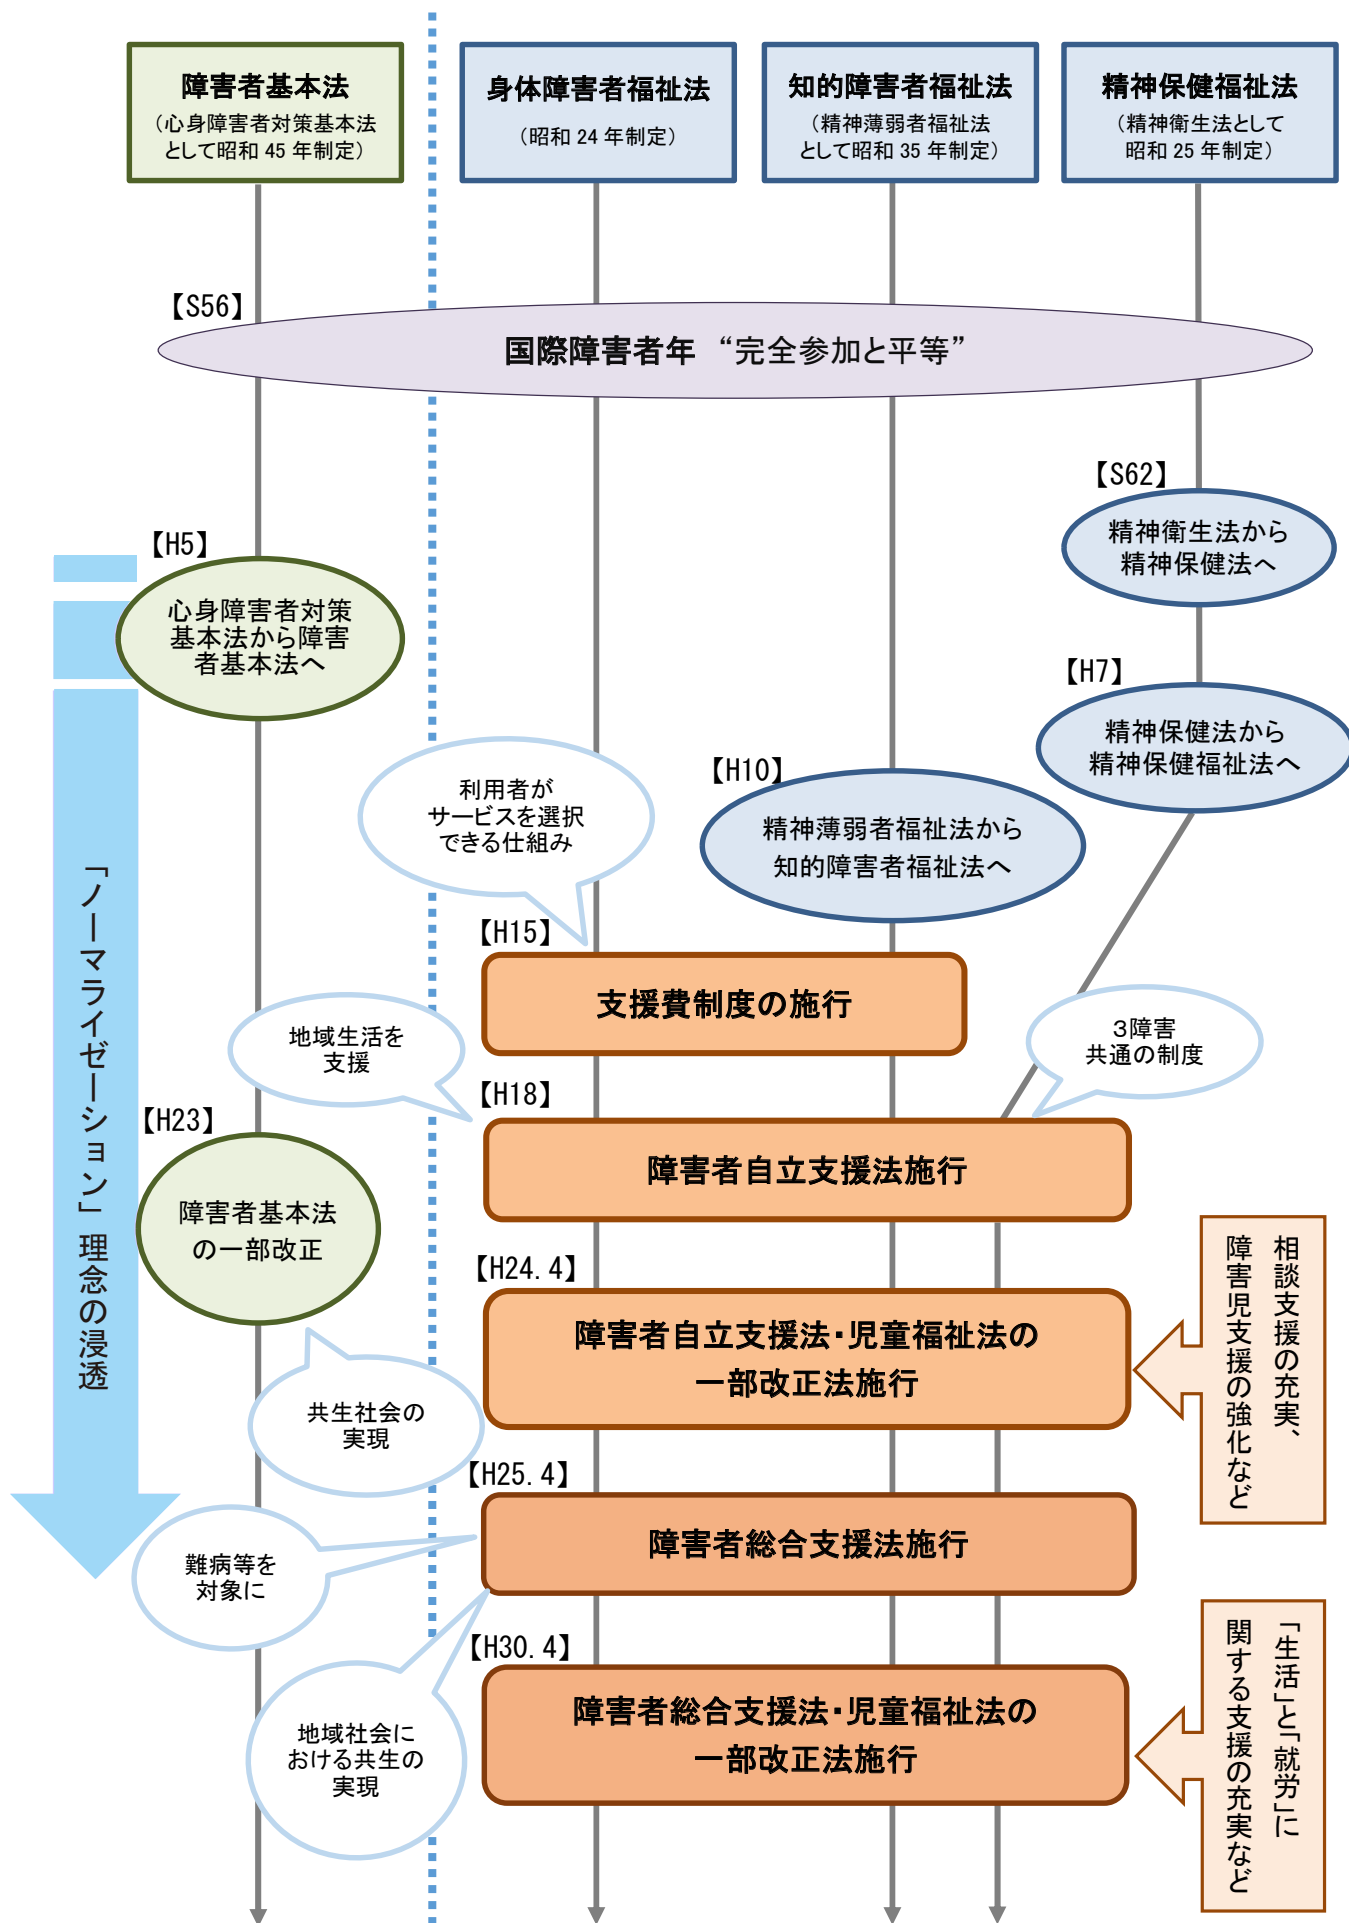 障害者基本法
（心身障害者対策基本法
として昭和 45 年制定）
身体障害者福祉法
（昭和 24 年制定）
知的障害者福祉法
（精神薄弱者福祉法
として昭和 35 年制定）
精神保健福祉法
（精神衛生法として
昭和 25 年制定）
【S56】
国際障害者年 “完全参加と平等”
【S62】
精神衛生法から
精神保健法へ
【H5】
心身障害者対策
基本法から障害
者基本法へ
【H7】
精神保健法から
精神保健福祉法へ
【H10】
精神薄弱者福祉法から
知的障害者福祉法へ
利用者が
サービスを選択
できる仕組み
「ノーマライゼーション」理念の浸透
【H15】
支援費制度の施行
地域生活を
支援
３障害
共通の制度
【H18】
障害者自立支援法施行
【H23】
障害者基本法
の一部改正
【H24.4】
障害者自立支援法・児童福祉法の
一部改正法施行
相談支援の充実、
障害児支援の強化など
共生社会の
実現
【H25.4】
障害者総合支援法施行
難病等を
対象に
【H30.4】
障害者総合支援法・児童福祉法の
一部改正法施行
地域社会に
おける共生の
実現
「生活」と「就労」に
関する支援の充実など